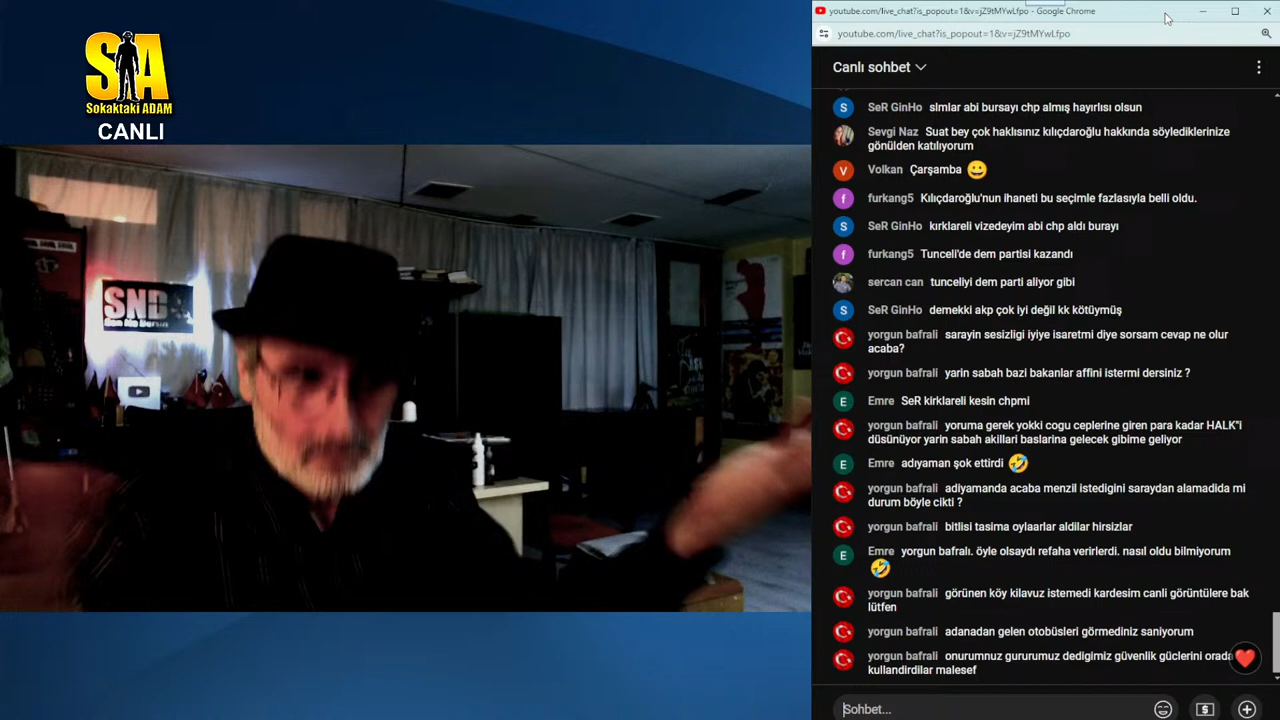 SA
Sokaktaki ADAM
CANLI
SND
Son Ne Dersin
youtube.com/live_chat?is_popout=1&v=jZ9tMYwLfpo - Google Chrome
youtube.com/live_chat?is_popout=1&v=jZ9tMYwLfpo
Canlı sohbet
SeR GinHo slmlar abi bursayı chp almış hayırlısı olsun
Sevgi Naz Suat bey çok haklısınız kılıçdaroğlu hakkında söylediklerinize
gönülden katılıyorum
Volkan Çarşamba 😀
furkang5 Kılıçdaroğlu'nun ihaneti bu seçimle fazlasıyla belli oldu.
SeR GinHo kırklareli vizedeyim abi chp aldı burayı
furkang5 Tunceli'de dem partisi kazandı
sercan can tunceliyi dem parti aliyor gibi
SeR GinHo demekki akp çok iyi değil kk kötüymüş
yorgun bafrali sarayin sesizligi iyiye isaretmi diye sorsam cevap ne olur
acaba?
yorgun bafrali yarin sabah bazi bakanlar affini istermi dersiniz ?
Emre SeR kirklareli kesin chpmi
yorgun bafrali yoruma gerek yokki cogu ceplerine giren para kadar HALK"i
düsünüyor yarin sabah akillari baslarina gelecek gibime geliyor
Emre adıyaman şok ettirdi 🤣
yorgun bafrali adiyamanda acaba menzil istedigini saraydan alamadida mi
durum böyle cikti ?
yorgun bafrali bitlisi tasima oylaarlar aldilar hirsizlar
Emre yorgun bafralı. öyle olsaydı refaha verirlerdi. nasıl oldu bilmiyorum
🤣
yorgun bafrali görünen köy kilavuz istemedi kardesim canli görüntülere bak
lütfen
yorgun bafrali adanadan gelen otobüsleri görmediniz saniyorum
yorgun bafrali onurumnuz gururumuz dedigimiz güvenlik güclerini orada
kullandirdilar malesef
Sohbet...